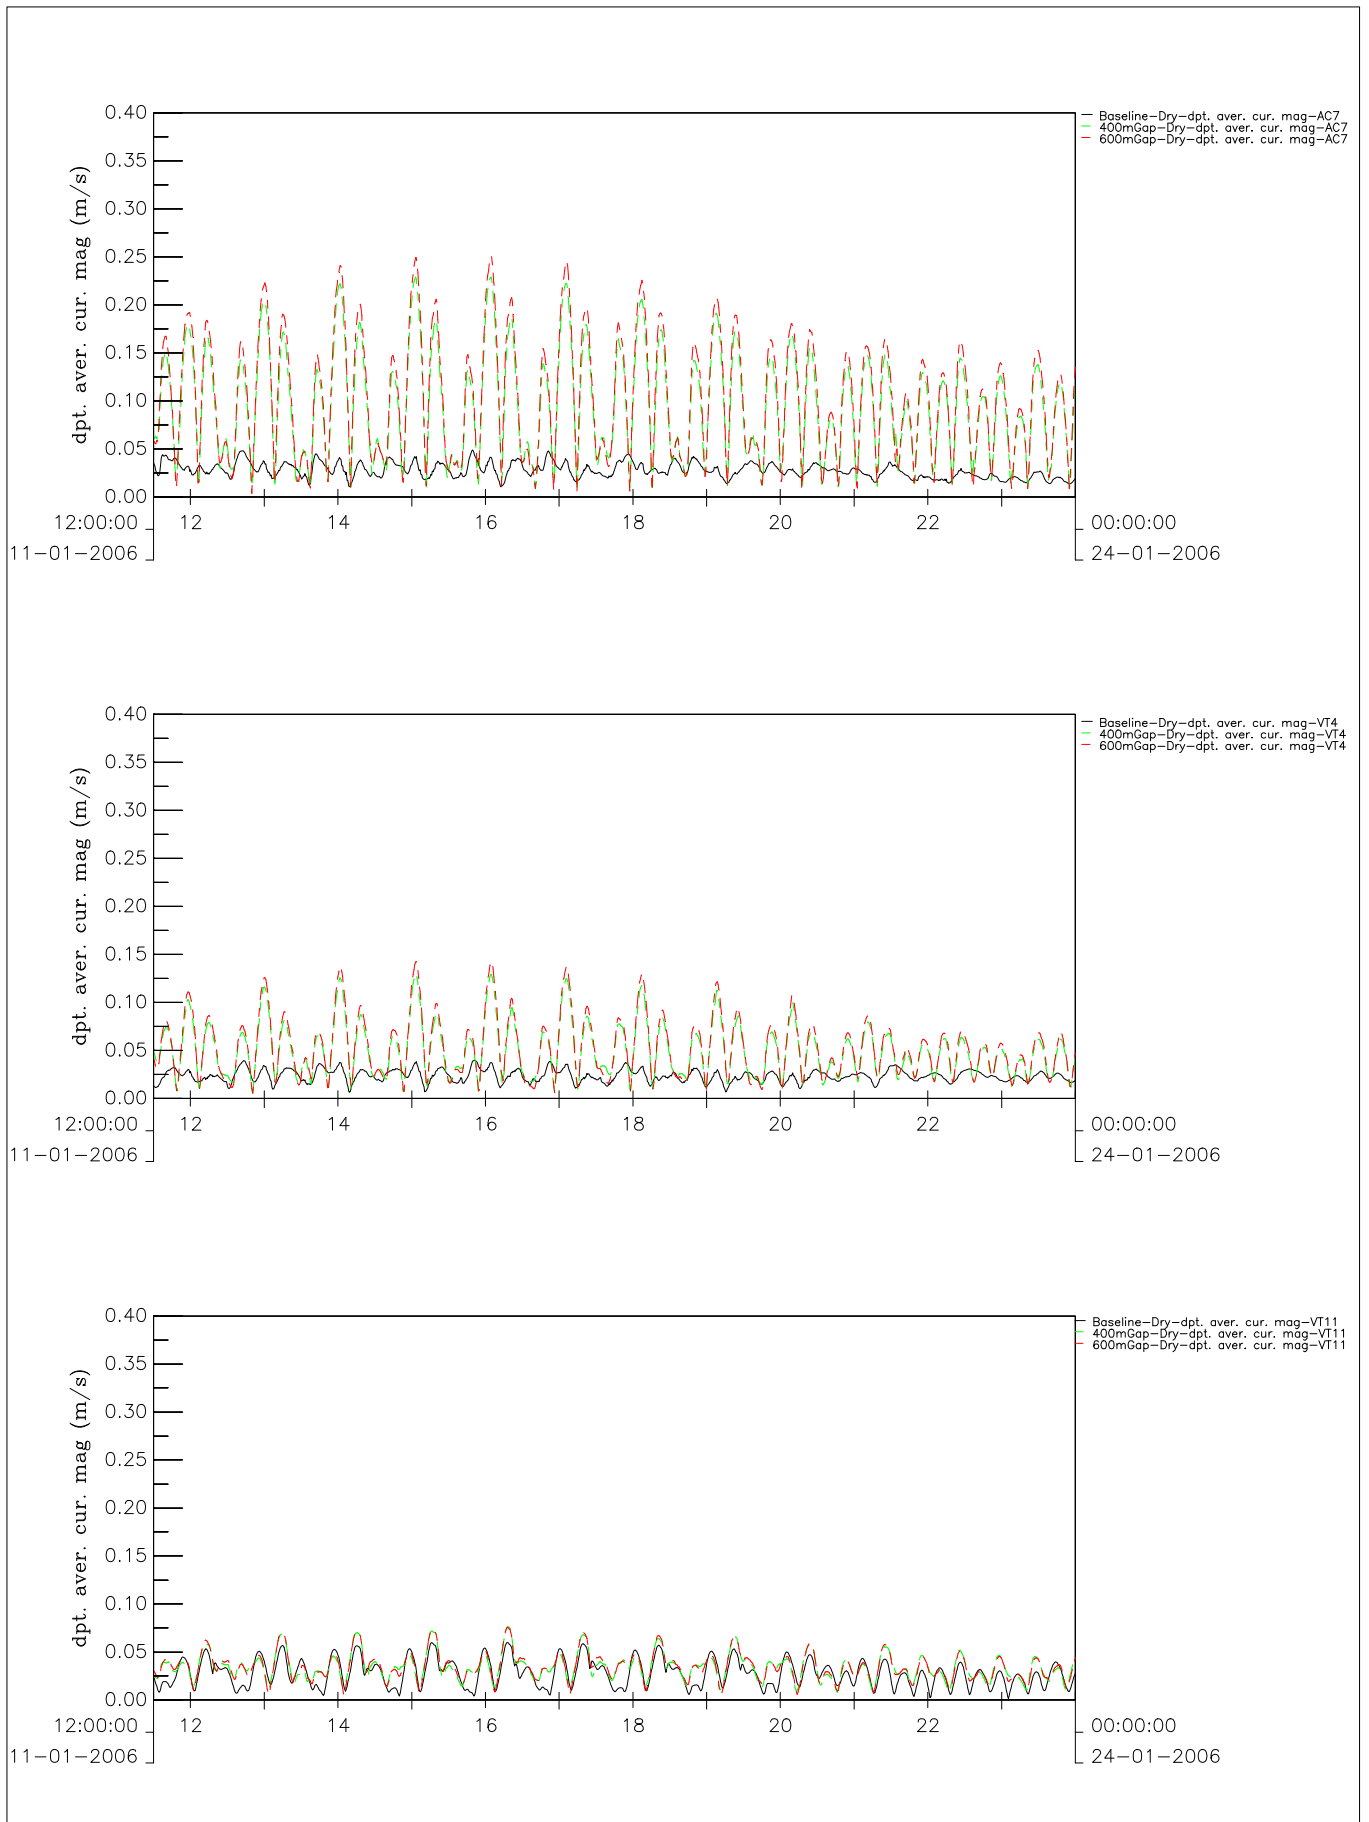 0.40
Baseline-Dry-dpt. aver. cur. mag-AC7
400mGap-Dry-dpt. aver. cur. mag-AC7
600mGap-Dry-dpt. aver. cur. mag-AC7
0.35
0.30
0.25
0.20
0.15
0.10
0.05
0.00
dpt. aver. cur. mag (m/s)
12 14 16 18 20 22
12:00:00 00:00:00
11-01-2006 24-01-2006
0.40
Baseline-Dry-dpt. aver. cur. mag-VT4
400mGap-Dry-dpt. aver. cur. mag-VT4
600mGap-Dry-dpt. aver. cur. mag-VT4
0.35
0.30
0.25
0.20
0.15
0.10
0.05
0.00
dpt. aver. cur. mag (m/s)
12 14 16 18 20 22
12:00:00 00:00:00
11-01-2006 24-01-2006
0.40
Baseline-Dry-dpt. aver. cur. mag-VT11
400mGap-Dry-dpt. aver. cur. mag-VT11
600mGap-Dry-dpt. aver. cur. mag-VT11
0.35
0.30
0.25
0.20
0.15
0.10
0.05
0.00
dpt. aver. cur. mag (m/s)
12 14 16 18 20 22
12:00:00 00:00:00
11-01-2006 24-01-2006